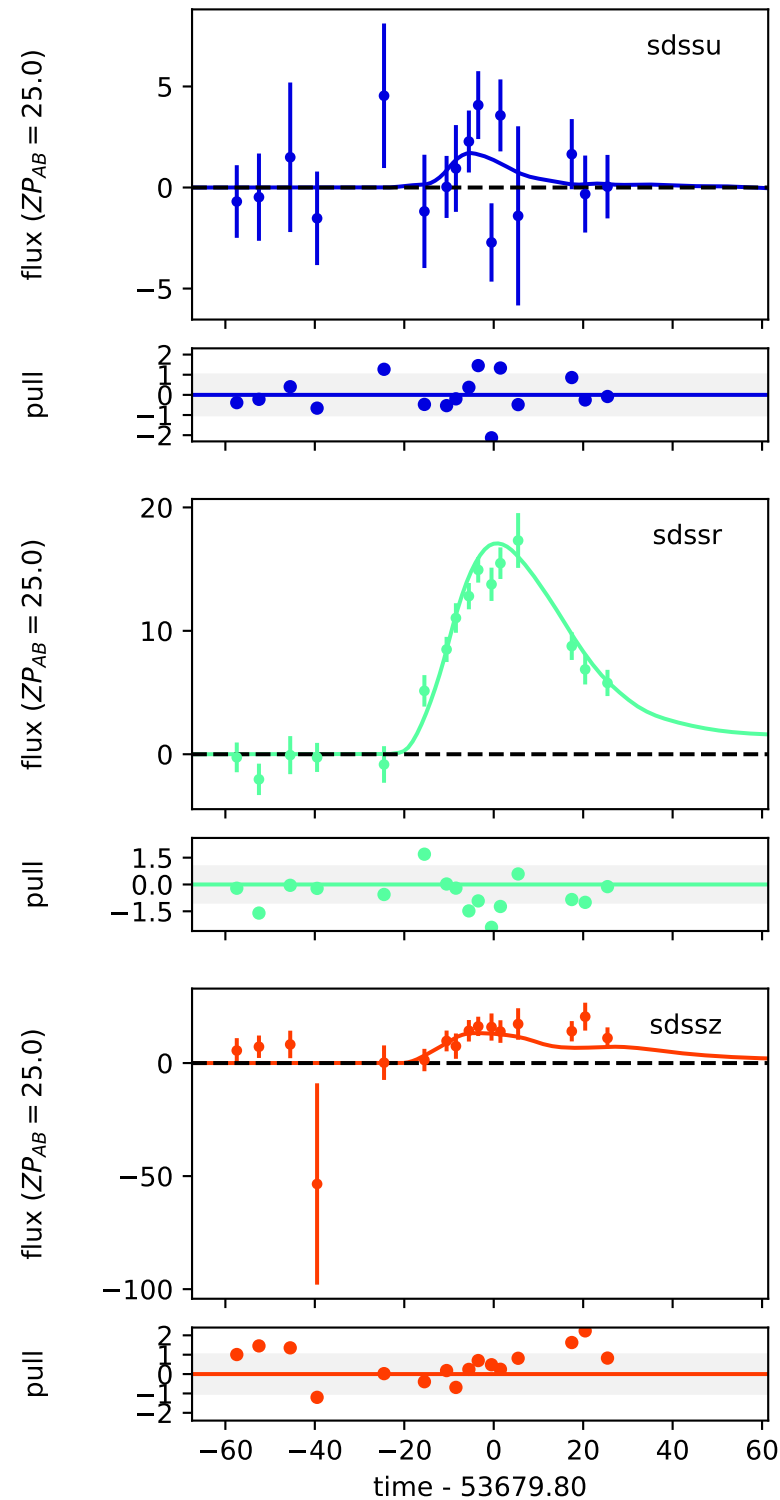 sdssu
flux (ZP_AB = 25.0)
5
0
−5
pull
2
1
0
−1
−2
sdssr
flux (ZP_AB = 25.0)
20
10
0
pull
1.5
0.0
−1.5
sdssz
flux (ZP_AB = 25.0)
0
−50
−100
pull
2
1
0
−1
−2
−60 −40 −20 0 20 40 60
time - 53679.80